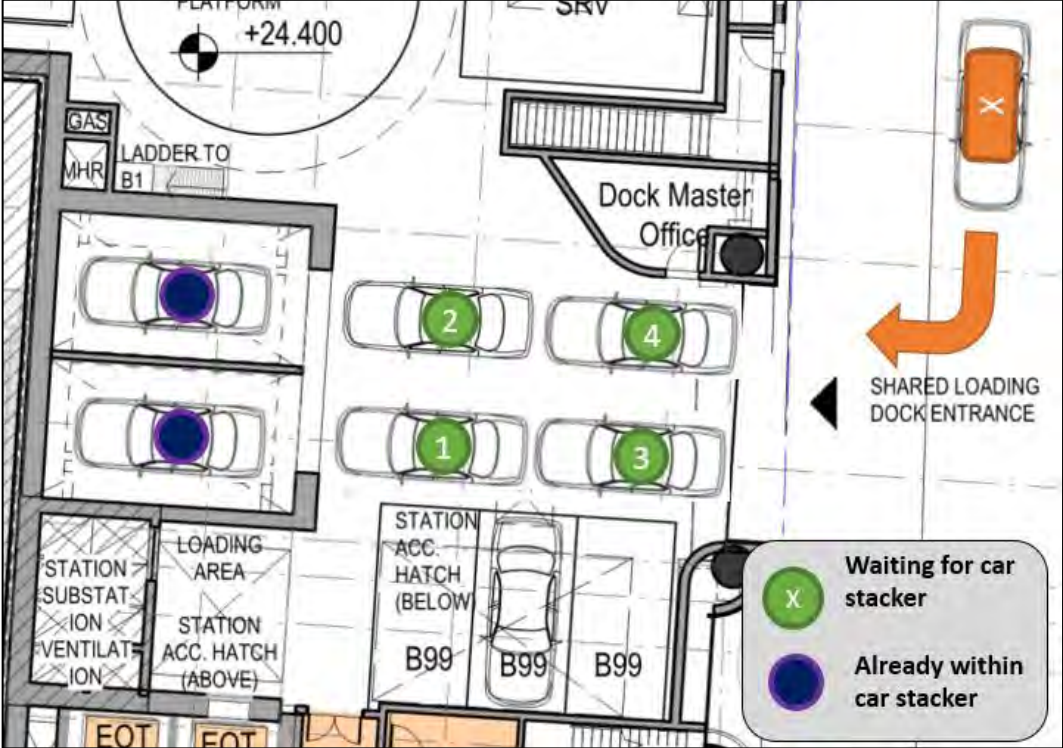 PLATFORM
+24.400
SRV
X
GAS
MHR
LADDER TO
B1
Dock Master
Office
2
4
SHARED LOADING
DOCK ENTRANCE
1
3
STATION
ACC.
HATCH
(BELOW)
B99
B99
B99
LOADING
AREA
STATION
ACC. HATCH
(ABOVE)
STATION
SUBSTAT-
ION
VENTILAT-
ION
EOT
EOT
X
Waiting for car
stacker
Already within
car stacker